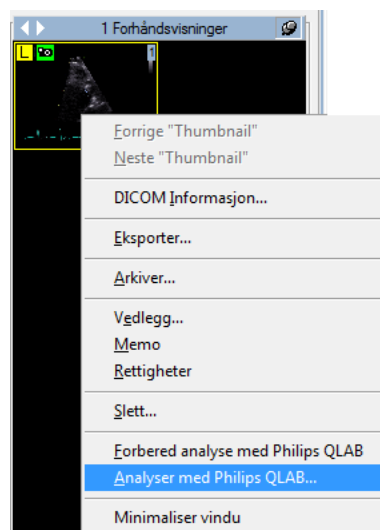 1 Forhåndsvisninger
L
1
Forrige "Thumbnail"
Neste "Thumbnail"
DICOM Informasjon...
Eksporter...
Arkiver...
Vedlegg...
Memo
Rettigheter
Slett...
Forbered analyse med Philips QLAB
Analyser med Philips QLAB...
Minimaliser vindu